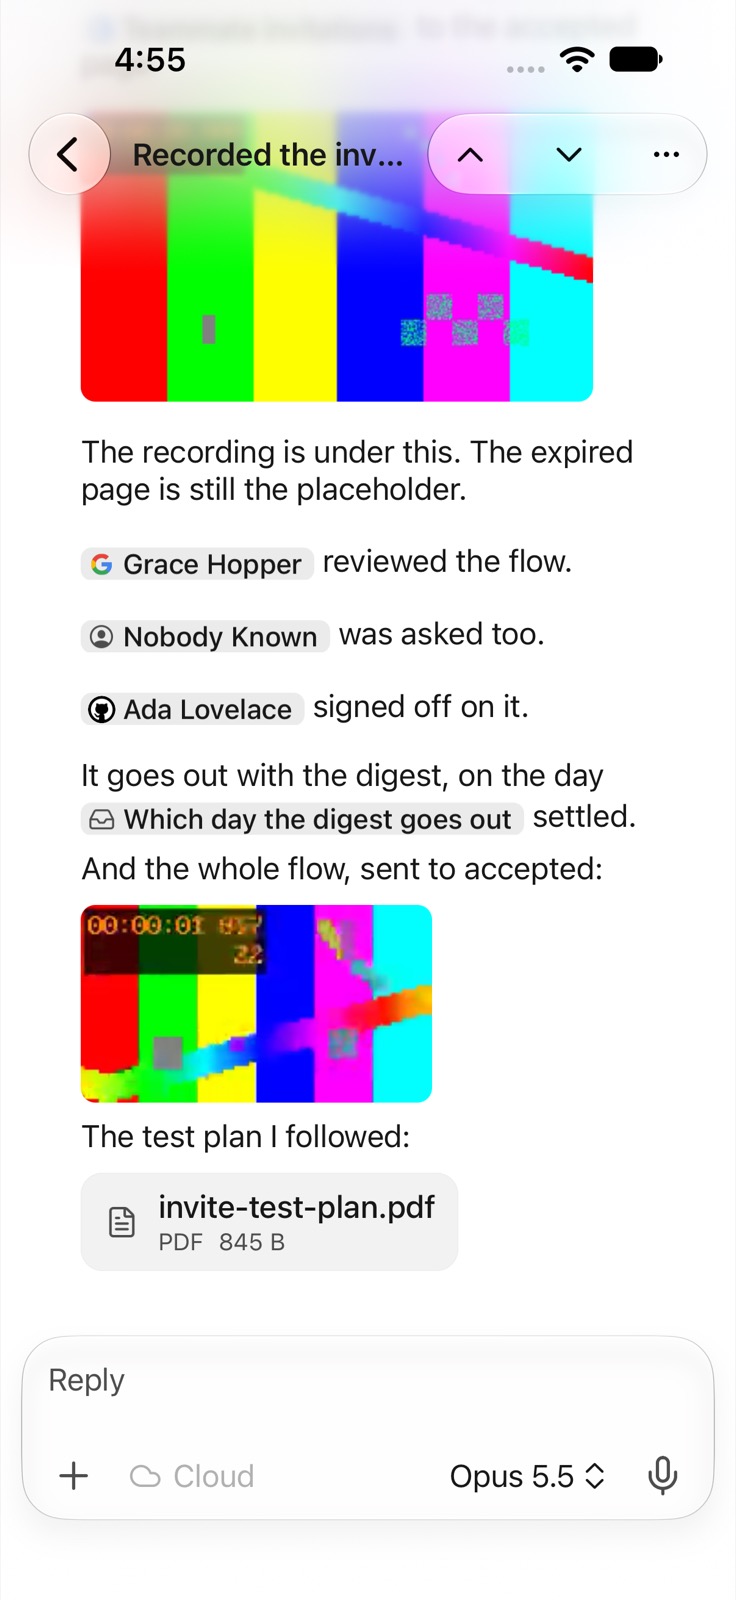 4:55
Recorded the inv...
The recording is under this. The expired
page is still the placeholder.
Grace Hopper reviewed the flow.
Nobody Known was asked too.
Ada Lovelace signed off on it.
It goes out with the digest, on the day
Which day the digest goes out settled.
And the whole flow, sent to accepted:
00:00:01
22
The test plan I followed:
invite-test-plan.pdf
PDF 845 B
Reply
Cloud
Opus 5.5